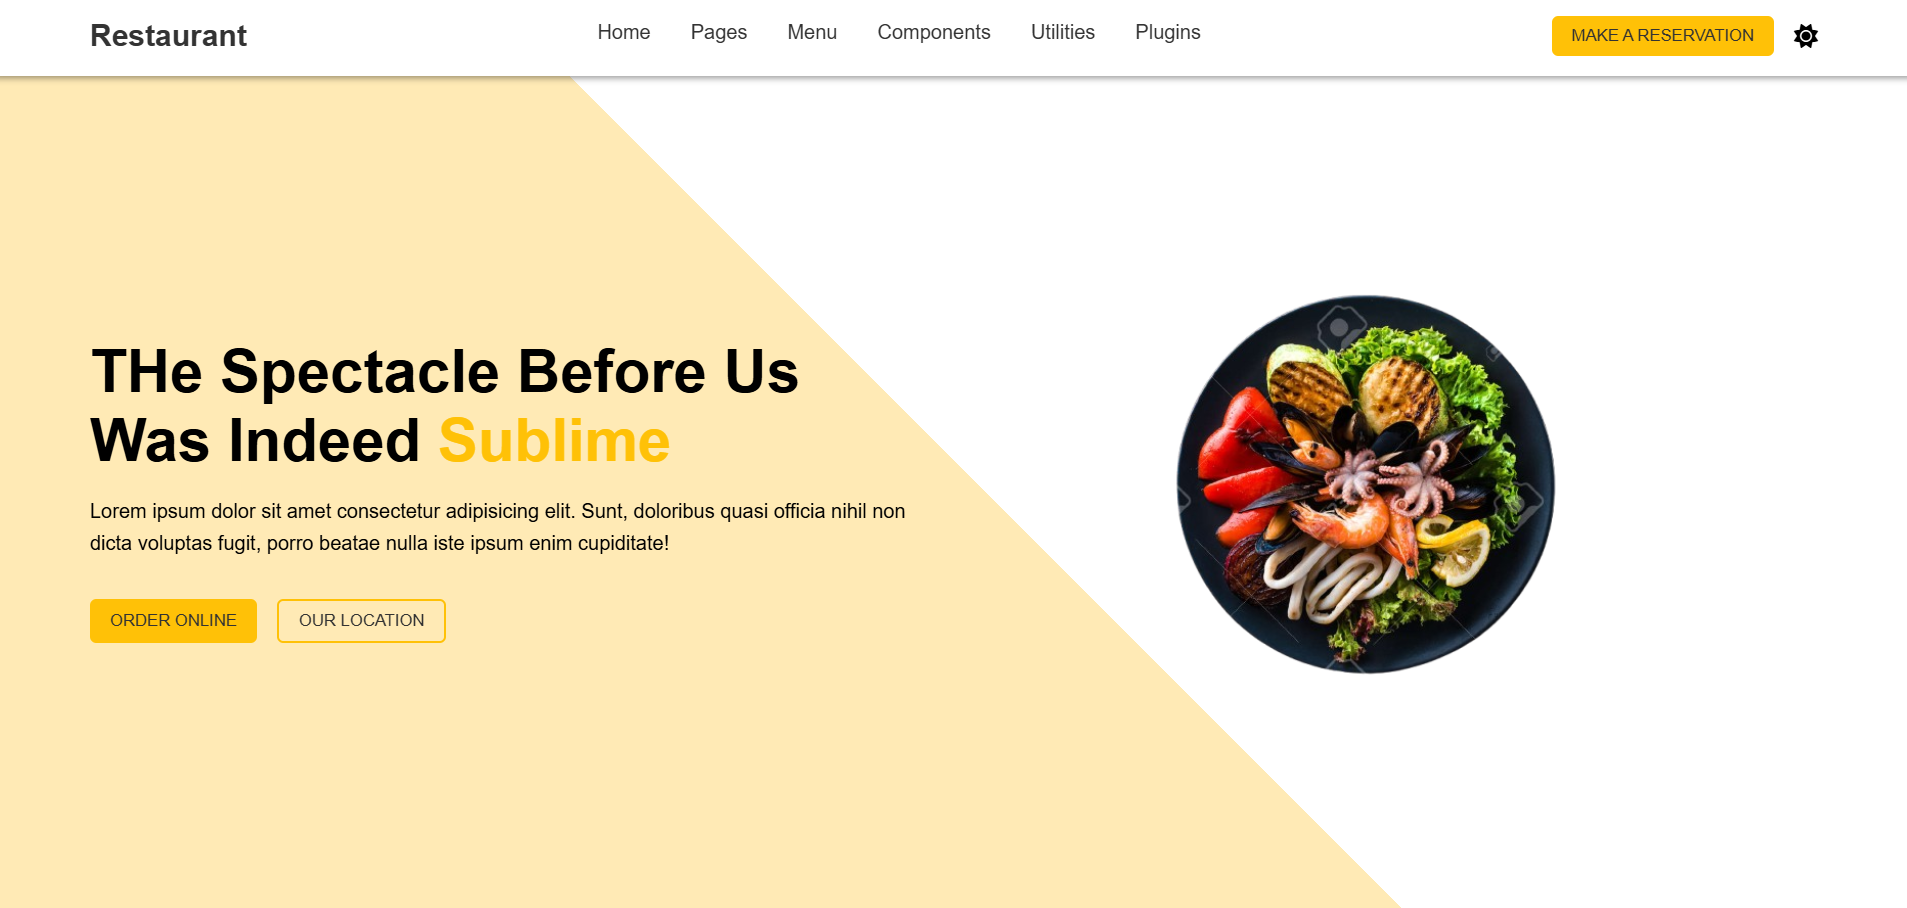 Restaurant
Home Pages Menu Components Utilities Plugins
MAKE A RESERVATION
THe Spectacle Before Us
Was Indeed Sublime
Lorem ipsum dolor sit amet consectetur adipisicing elit. Sunt, doloribus quasi officia nihil non
dicta voluptas fugit, porro beatae nulla iste ipsum enim cupiditate!
ORDER ONLINE
OUR LOCATION